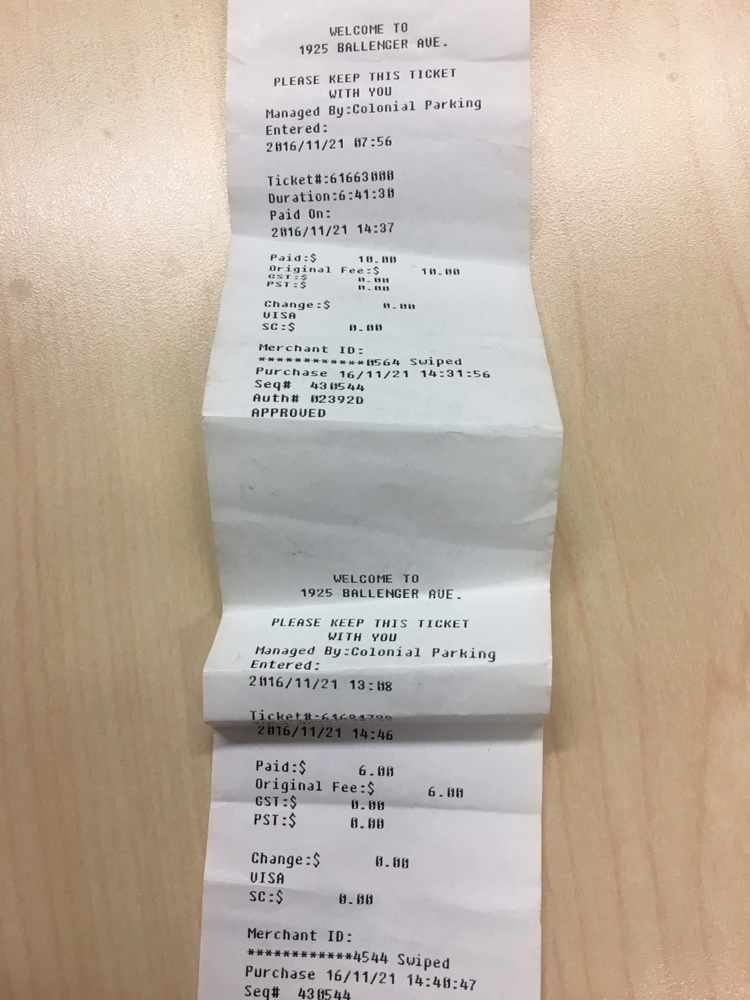 WELCOME TO
1925 BALLENGER AVE.
PLEASE KEEP THIS TICKET
WITH YOU
Managed By:Colonial Parking
Entered:
2016/11/21 07:56
Ticket#:61663000
Duration:6:41:30
Paid On:
2016/11/21 14:37
Paid:$ 10.00
Original Fee:$ 10.00
GST:$ 0.00
PST:$ 0.00
Change:$ 0.00
VISA
SC:$ 0.00
Merchant ID:
************0564 Swiped
Purchase 16/11/21 14:31:56
Seq# 430544
Auth# 02392D
APPROVED
WELCOME TO
1925 BALLENGER AVE.
PLEASE KEEP THIS TICKET
WITH YOU
Managed By:Colonial Parking
Entered:
2016/11/21 13:08
Ticket#:
2016/11/21 14:46
Paid:$ 6.00
Original Fee:$ 6.00
GST:$ 0.00
PST:$ 0.00
Change:$ 0.00
VISA
SC:$ 0.00
Merchant ID:
************4544 Swiped
Purchase 16/11/21 14:40:47
Seq# 430544